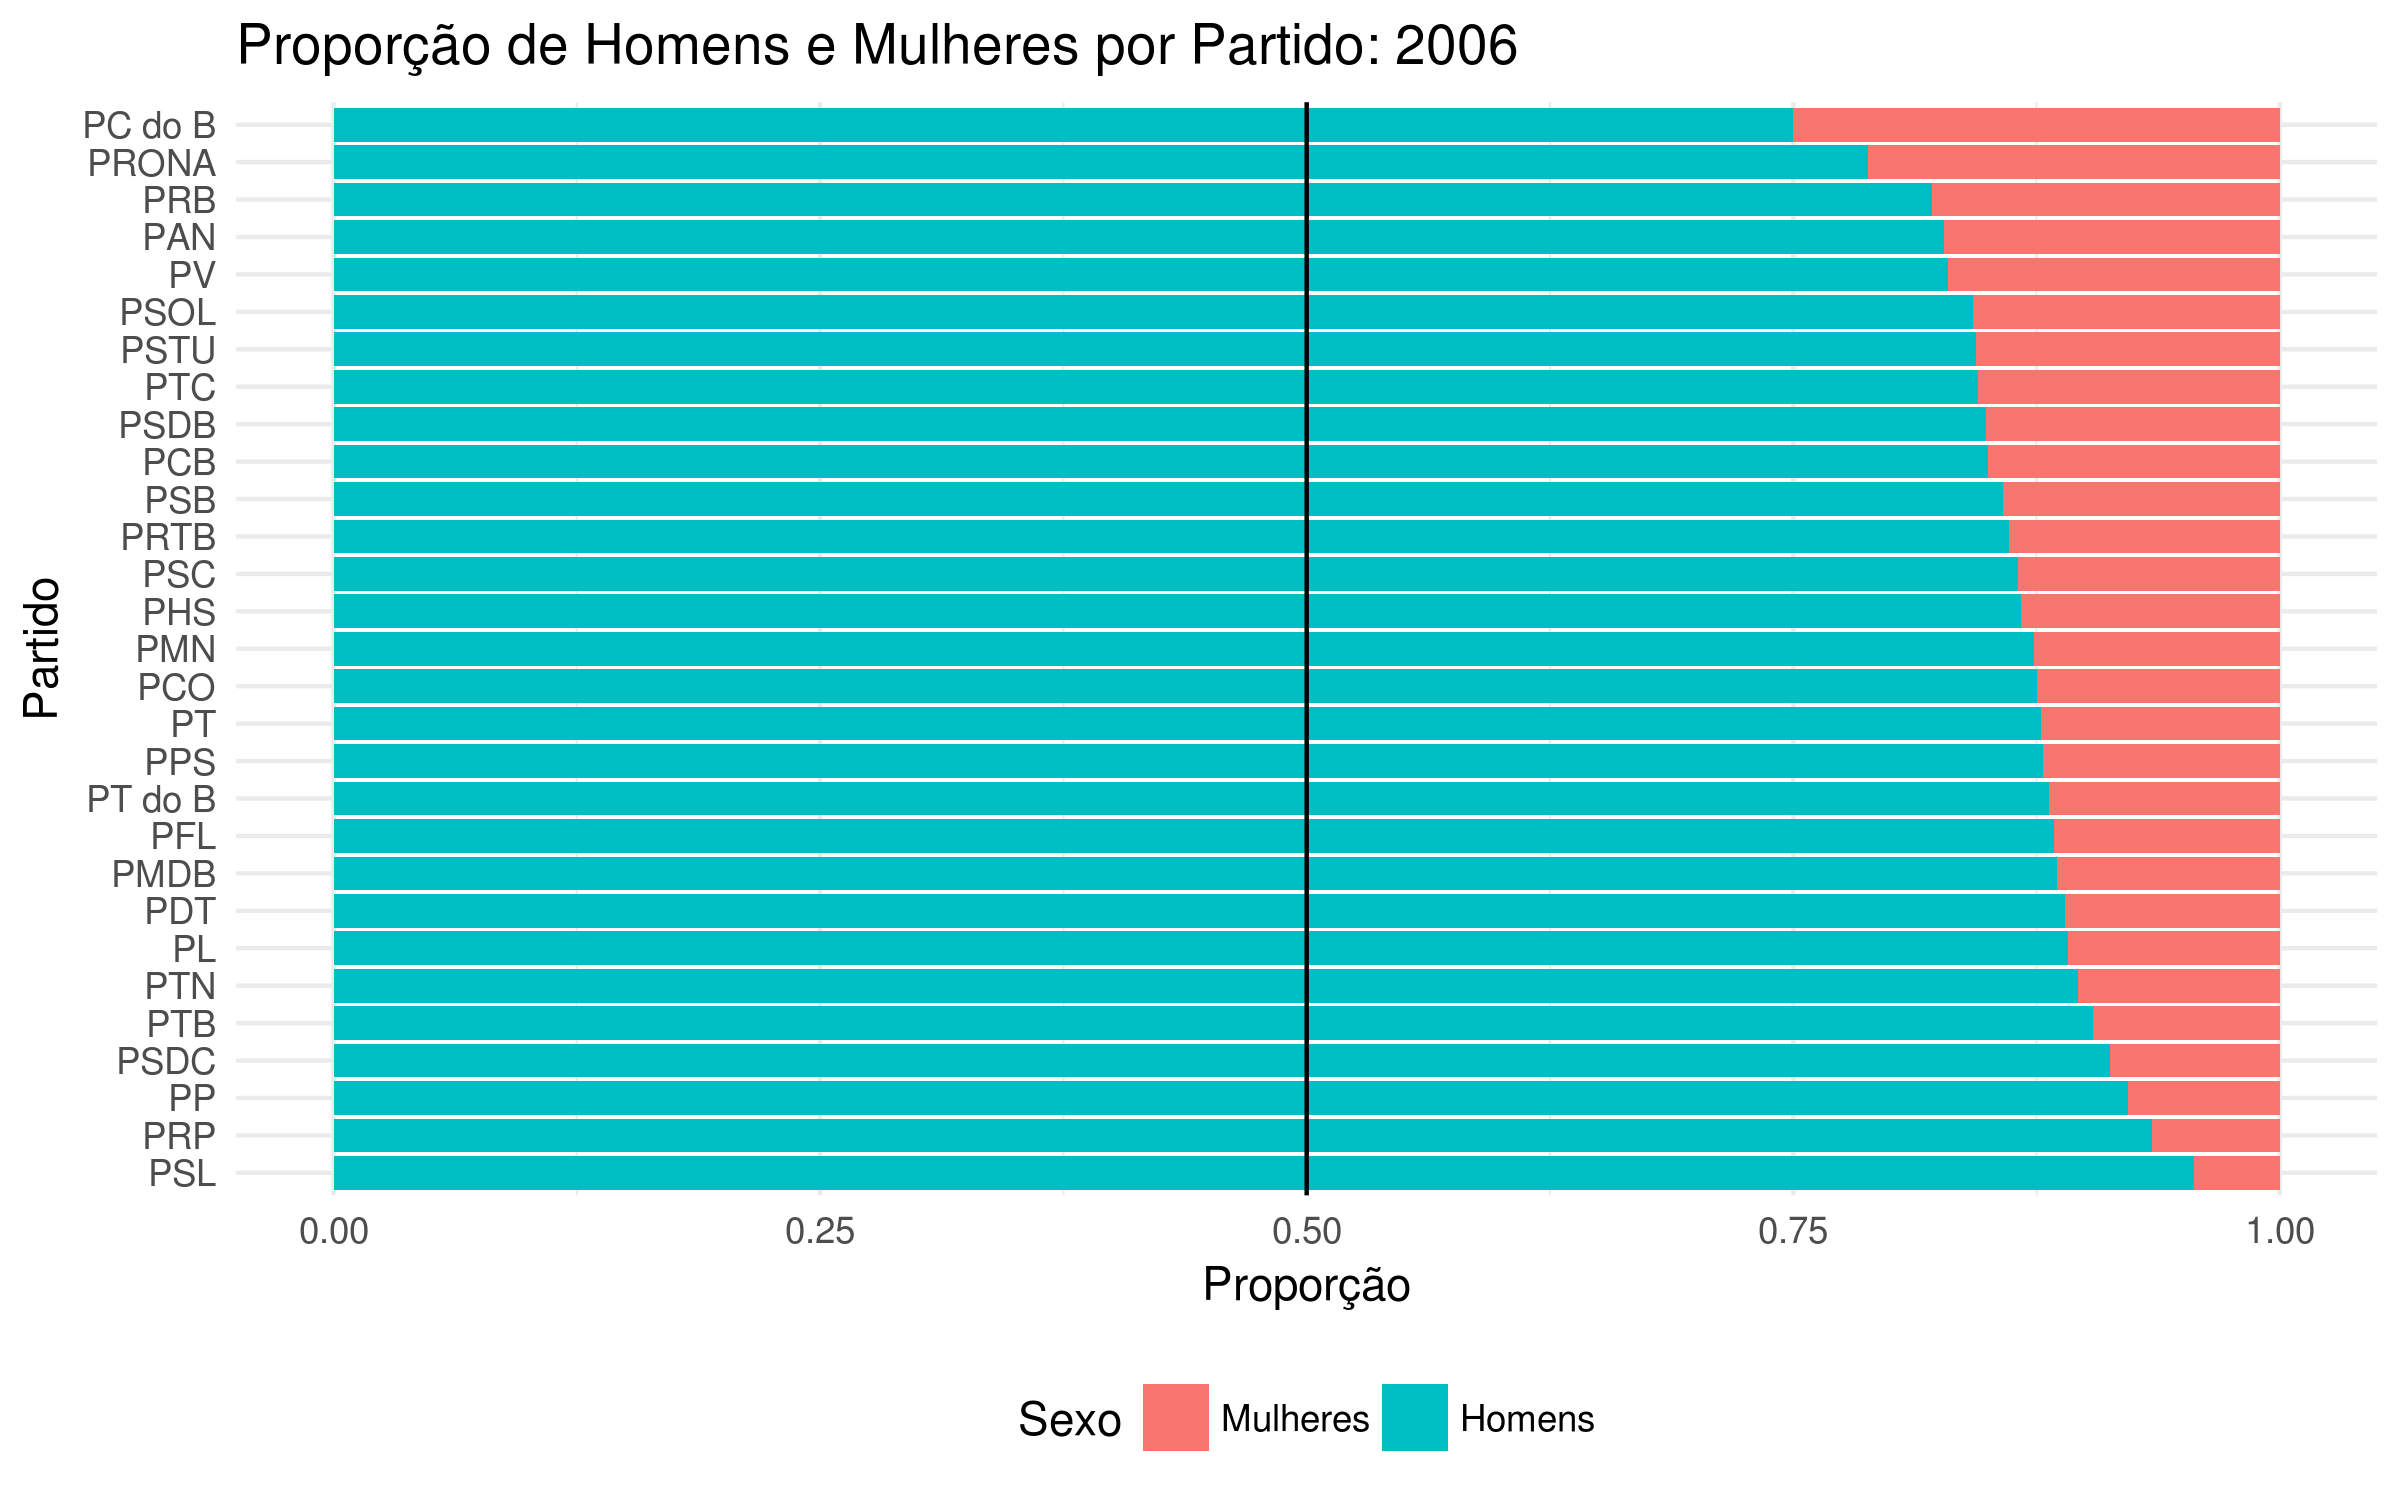 Proporção de Homens e Mulheres por Partido: 2006
PC do B
PRONA
PRB
PAN
PV
PSOL
PSTU
PTC
PSDB
PCB
PSB
PRTB
PSC
PHS
PMN
PCO
PT
PPS
PT do B
PFL
PMDB
PDT
PL
PTN
PTB
PSDC
PP
PRP
PSL
Partido
0.00 0.25 0.50 0.75 1.00
Proporção
Sexo Mulheres Homens